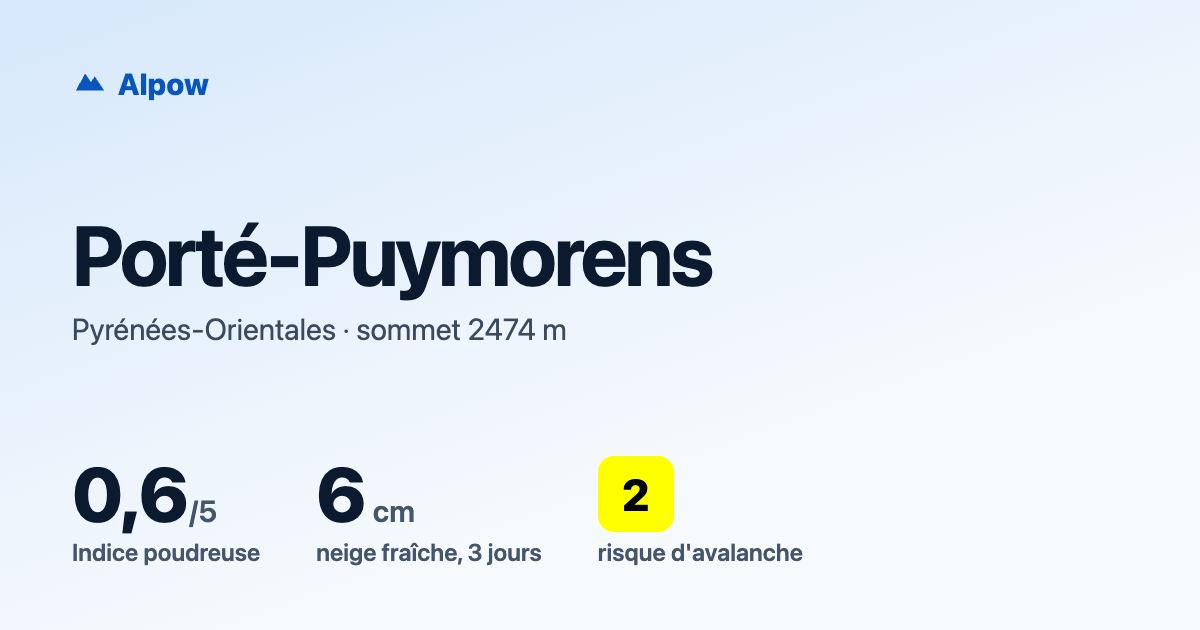 Alpow
Porté-Puymorens
Pyrénées-Orientales · sommet 2474 m
0,6/5
Indice poudreuse
6 cm
neige fraîche, 3 jours
2
risque d'avalanche